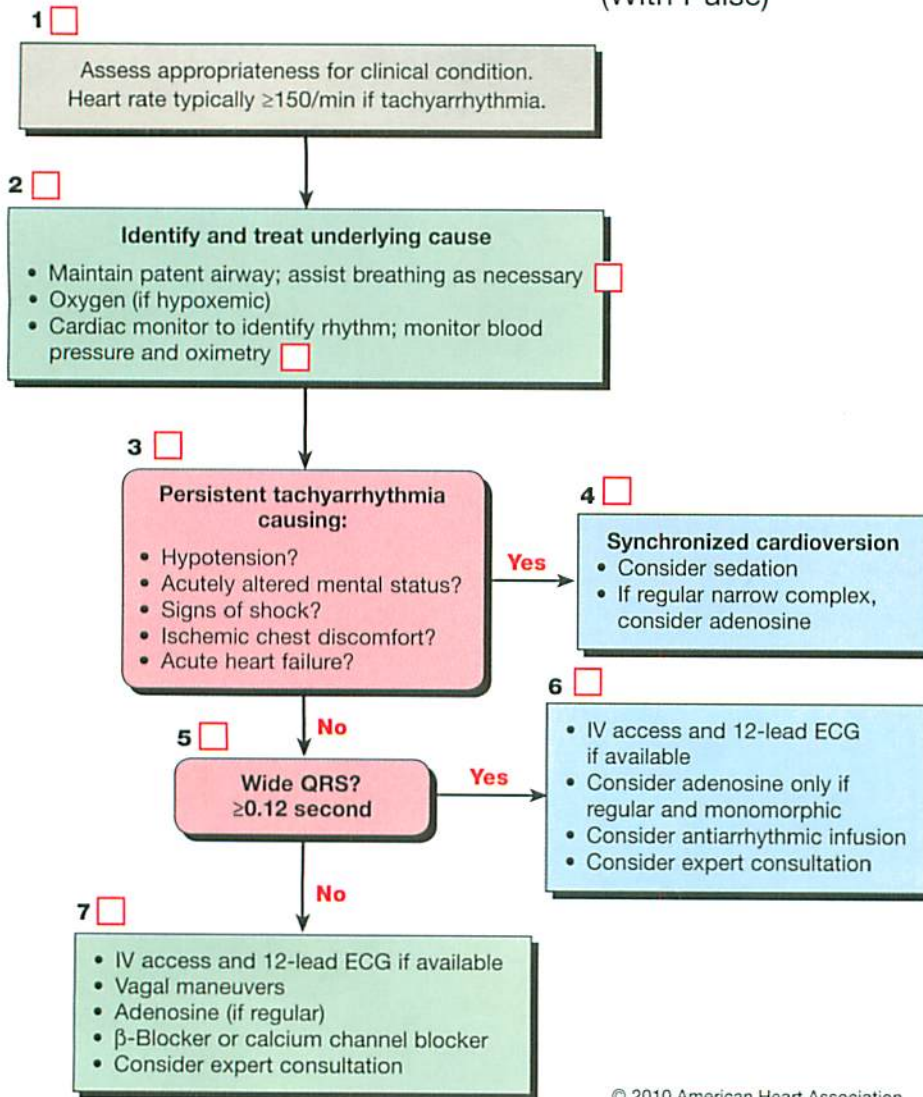 (With Pulse)
1
Assess appropriateness for clinical condition.
Heart rate typically ≥150/min if tachyarrhythmia.
2
Identify and treat underlying cause
• Maintain patent airway; assist breathing as necessary
• Oxygen (if hypoxemic)
• Cardiac monitor to identify rhythm; monitor blood
pressure and oximetry
3
Persistent tachyarrhythmia
causing:
• Hypotension?
• Acutely altered mental status?
• Signs of shock?
• Ischemic chest discomfort?
• Acute heart failure?
Yes
4
Synchronized cardioversion
• Consider sedation
• If regular narrow complex,
consider adenosine
No
5
Wide QRS?
≥0.12 second
Yes
6
• IV access and 12-lead ECG
if available
• Consider adenosine only if
regular and monomorphic
• Consider antiarrhythmic infusion
• Consider expert consultation
No
7
• IV access and 12-lead ECG if available
• Vagal maneuvers
• Adenosine (if regular)
• β-Blocker or calcium channel blocker
• Consider expert consultation
© 2010 American Heart Association